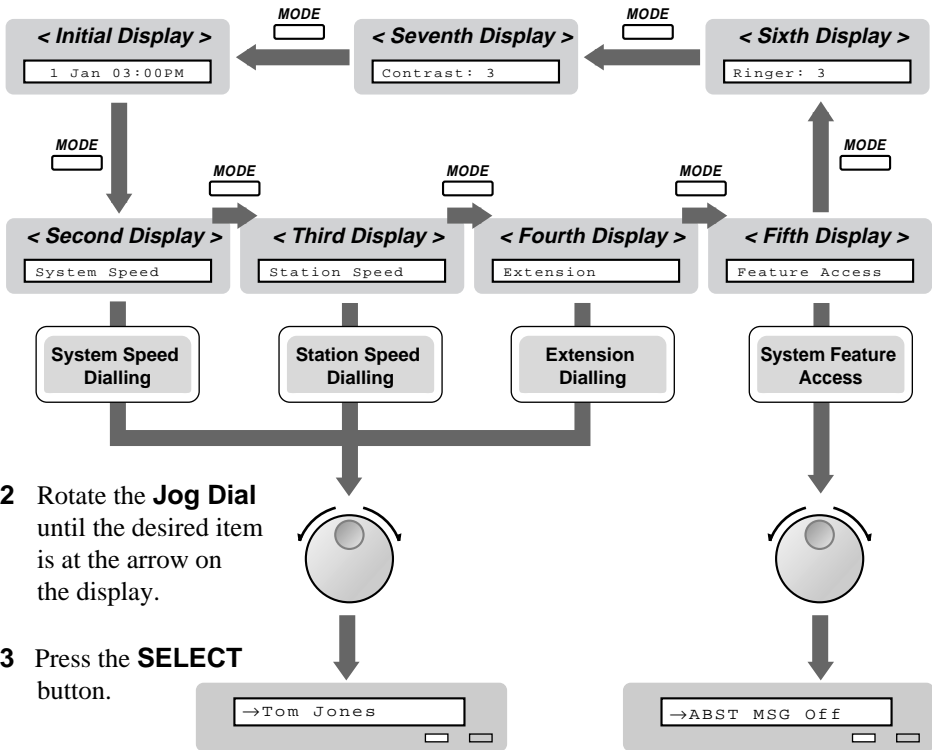 MODE
MODE
< Initial Display >
< Seventh Display >
< Sixth Display >
1 Jan 03:00PM
Contrast: 3
Ringer: 3
MODE
MODE
MODE
MODE
MODE
< Second Display >
< Third Display >
< Fourth Display >
< Fifth Display >
System Speed
Station Speed
Extension
Feature Access
System Speed
Dialling
Station Speed
Dialling
Extension
Dialling
System Feature
Access
2 Rotate the Jog Dial
until the desired item
is at the arrow on
the display.
3 Press the SELECT
button.
→Tom Jones
→ABST MSG Off